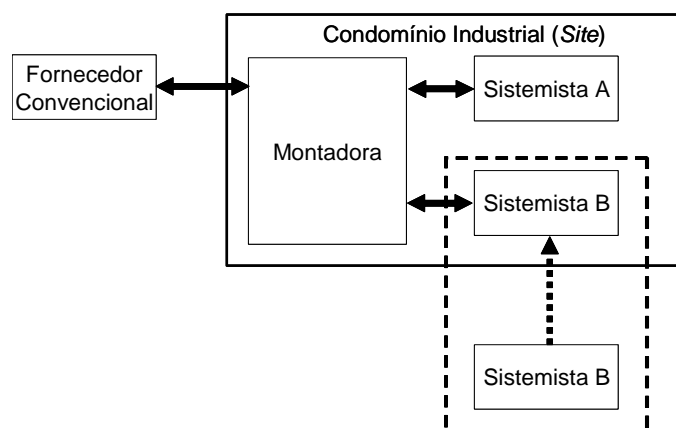 Condomínio Industrial (Site)
Fornecedor
Convencional
Montadora
Sistemista A
Sistemista B
Sistemista B